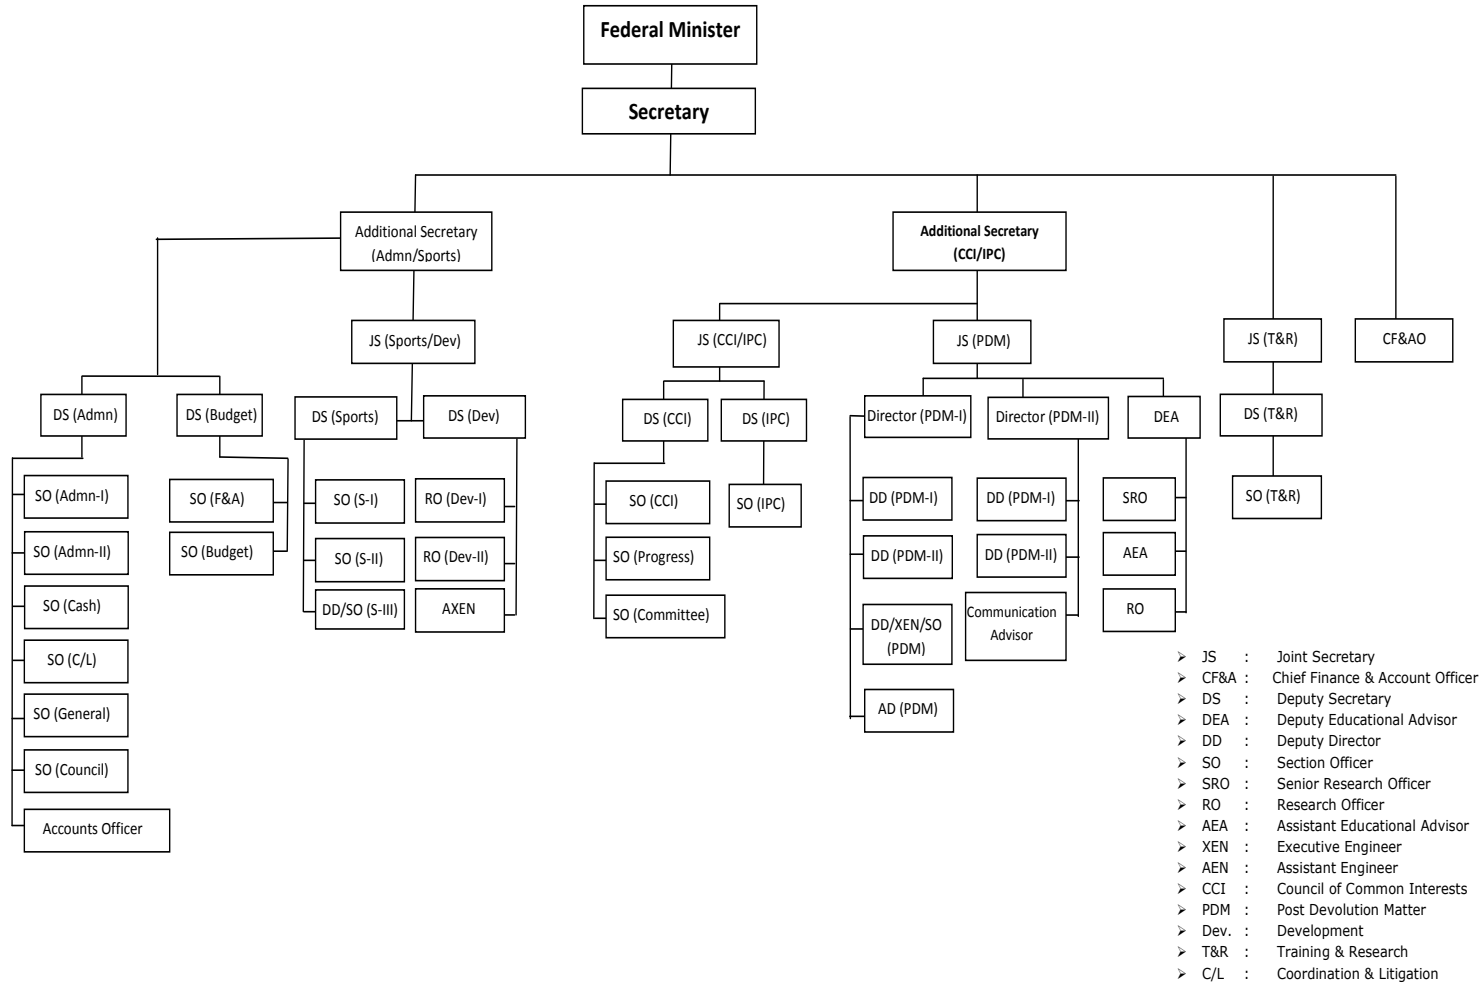 Federal Minister
Secretary
Additional Secretary
(Admn/Sports)
Additional Secretary
(CCI/IPC)
JS (Sports/Dev)
JS (CCI/IPC)
JS (PDM)
JS (T&R)
CF&AO
DS (Admn)
DS (Budget)
DS (Sports)
DS (Dev)
DS (CCI)
DS (IPC)
Director (PDM-I)
Director (PDM-II)
DEA
DS (T&R)
SO (Admn-I)
SO (F&A)
SO (S-I)
RO (Dev-I)
SO (CCI)
SO (IPC)
DD (PDM-I)
DD (PDM-I)
SRO
SO (T&R)
SO (Admn-II)
SO (Budget)
SO (S-II)
RO (Dev-II)
SO (Progress)
DD (PDM-II)
DD (PDM-II)
AEA
SO (Cash)
DD/SO (S-III)
AXEN
SO (Committee)
DD/XEN/SO
(PDM)
Communication
Advisor
RO
SO (C/L)
SO (General)
AD (PDM)
SO (Council)
Accounts Officer
➢ JS : Joint Secretary
➢ CF&A : Chief Finance & Account Officer
➢ DS : Deputy Secretary
➢ DEA : Deputy Educational Advisor
➢ DD : Deputy Director
➢ SO : Section Officer
➢ SRO : Senior Research Officer
➢ RO : Research Officer
➢ AEA : Assistant Educational Advisor
➢ XEN : Executive Engineer
➢ AEN : Assistant Engineer
➢ CCI : Council of Common Interests
➢ PDM : Post Devolution Matter
➢ Dev. : Development
➢ T&R : Training & Research
➢ C/L : Coordination & Litigation